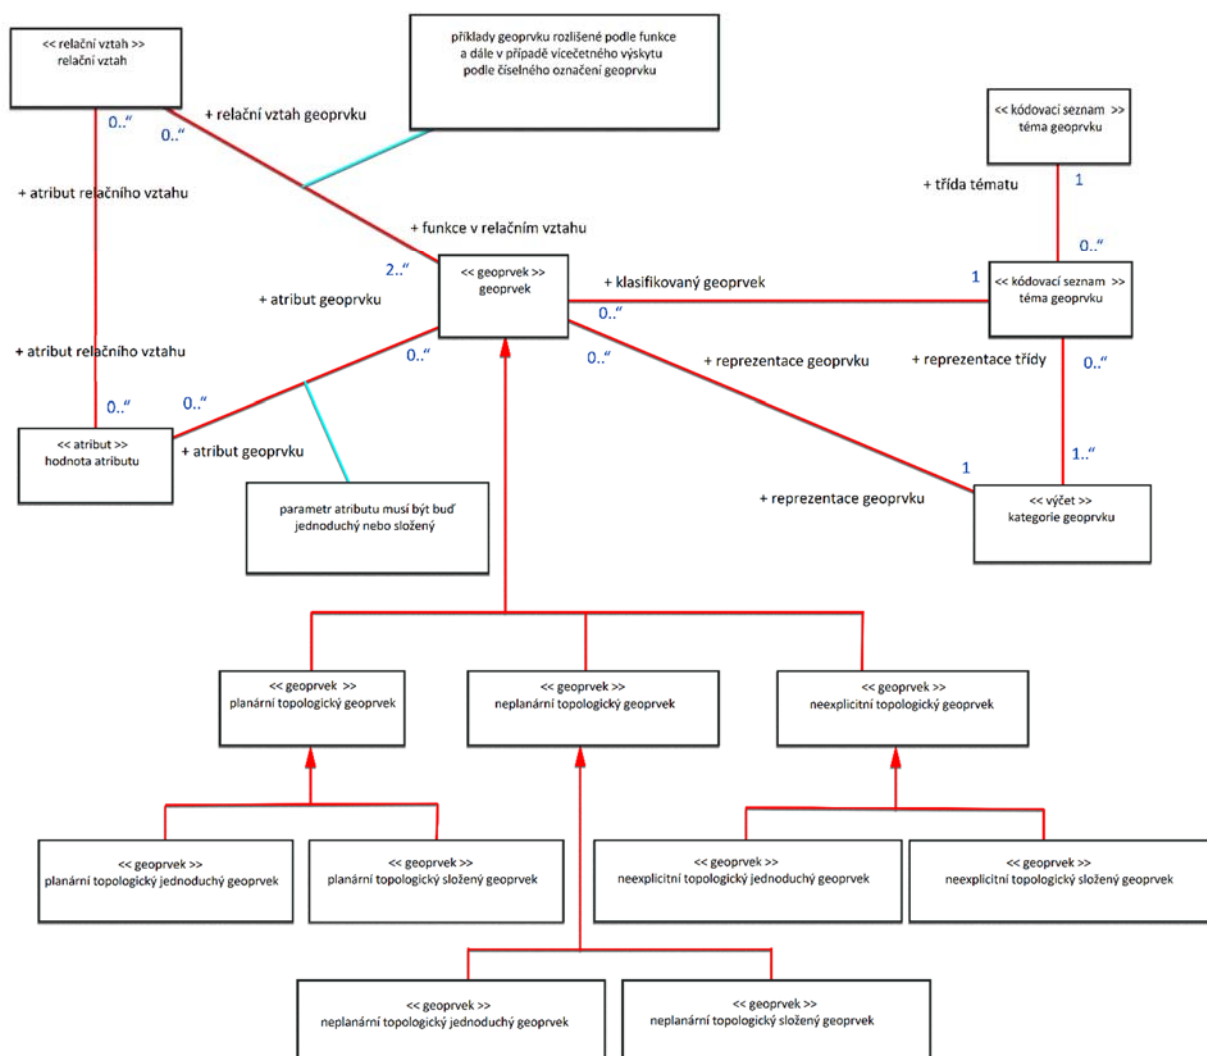 << relační vztah >>
relační vztah
příklady geoprvku rozlišené podle funkce
a dále v případě vícečetného výskytu
podle číselného označení geoprvku
<< kódovací seznam >>
téma geoprvku
0..“
0..“
+ relační vztah geoprvku
+ třída tématu
1
+ atribut relačního vztahu
+ funkce v relačním vztahu
0..“
2..“
<< geoprvek >>
geoprvek
+ klasifikovaný geoprvek
1
<< kódovací seznam >>
téma geoprvku
+ atribut geoprvku
0..“
+ atribut relačního vztahu
0..“
0..“
+ reprezentace geoprvku
+ reprezentace třídy
0..“
0..“
0..“
<< atribut >>
hodnota atributu
+ atribut geoprvku
1
1..“
+ reprezentace geoprvku
<< výčet >>
kategorie geoprvku
parametr atributu musí být buď
jednoduchý nebo složený
<< geoprvek >>
planární topologický geoprvek
<< geoprvek >>
neplanární topologický geoprvek
<< geoprvek >>
neexplicitní topologický geoprvek
<< geoprvek >>
planární topologický jednoduchý geoprvek
<< geoprvek >>
planární topologický složený geoprvek
<< geoprvek >>
neexplicitní topologický jednoduchý geoprvek
<< geoprvek >>
neexplicitní topologický složený geoprvek
<< geoprvek >>
neplanární topologický jednoduchý geoprvek
<< geoprvek >>
neplanární topologický složený geoprvek